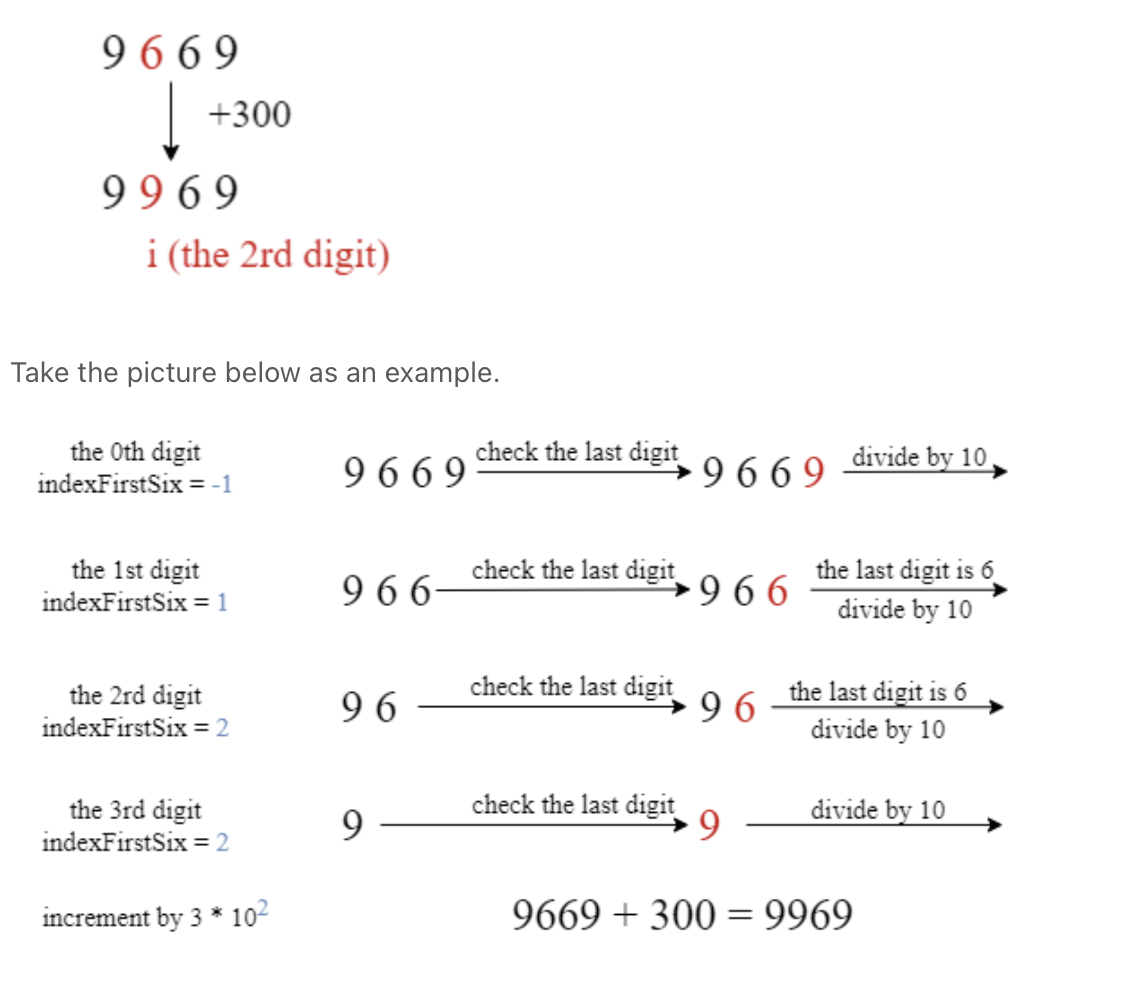 9 6 6 9
+300
9 9 6 9
i (the 2rd digit)
Take the picture below as an example.
the 0th digit
indexFirstSix = -1
9 6 6 9
check the last digit
9 6 6 9
divide by 10
the 1st digit
indexFirstSix = 1
9 6 6
check the last digit
9 6 6
the last digit is 6
divide by 10
the 2rd digit
indexFirstSix = 2
9 6
check the last digit
9 6
the last digit is 6
divide by 10
the 3rd digit
indexFirstSix = 2
9
check the last digit
9
divide by 10
increment by 3 * 10²
9669 + 300 = 9969